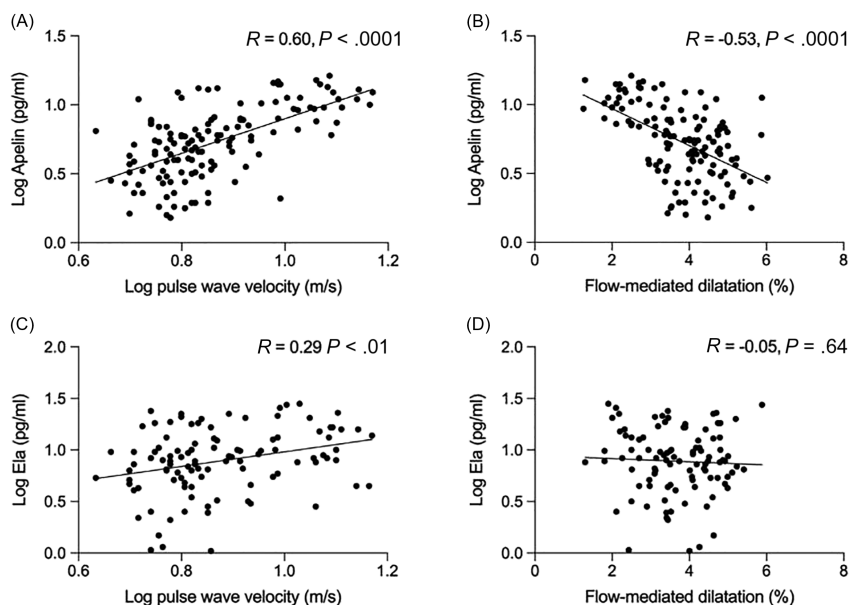 (A)
R = 0.60, P < .0001
1.5
1.0
0.5
0.0
Log Apelin (pg/ml)
0.6 0.8 1.0 1.2
Log pulse wave velocity (m/s)
(B)
R = -0.53, P < .0001
1.5
1.0
0.5
0.0
Log Apelin (pg/ml)
0 2 4 6 8
Flow-mediated dilatation (%)
(C)
R = 0.29 P < .01
2.0
1.5
1.0
0.5
0.0
Log Ela (pg/ml)
0.6 0.8 1.0 1.2
Log pulse wave velocity (m/s)
(D)
R = -0.05, P = .64
2.0
1.5
1.0
0.5
0.0
Log Ela (pg/ml)
0 2 4 6 8
Flow-mediated dilatation (%)